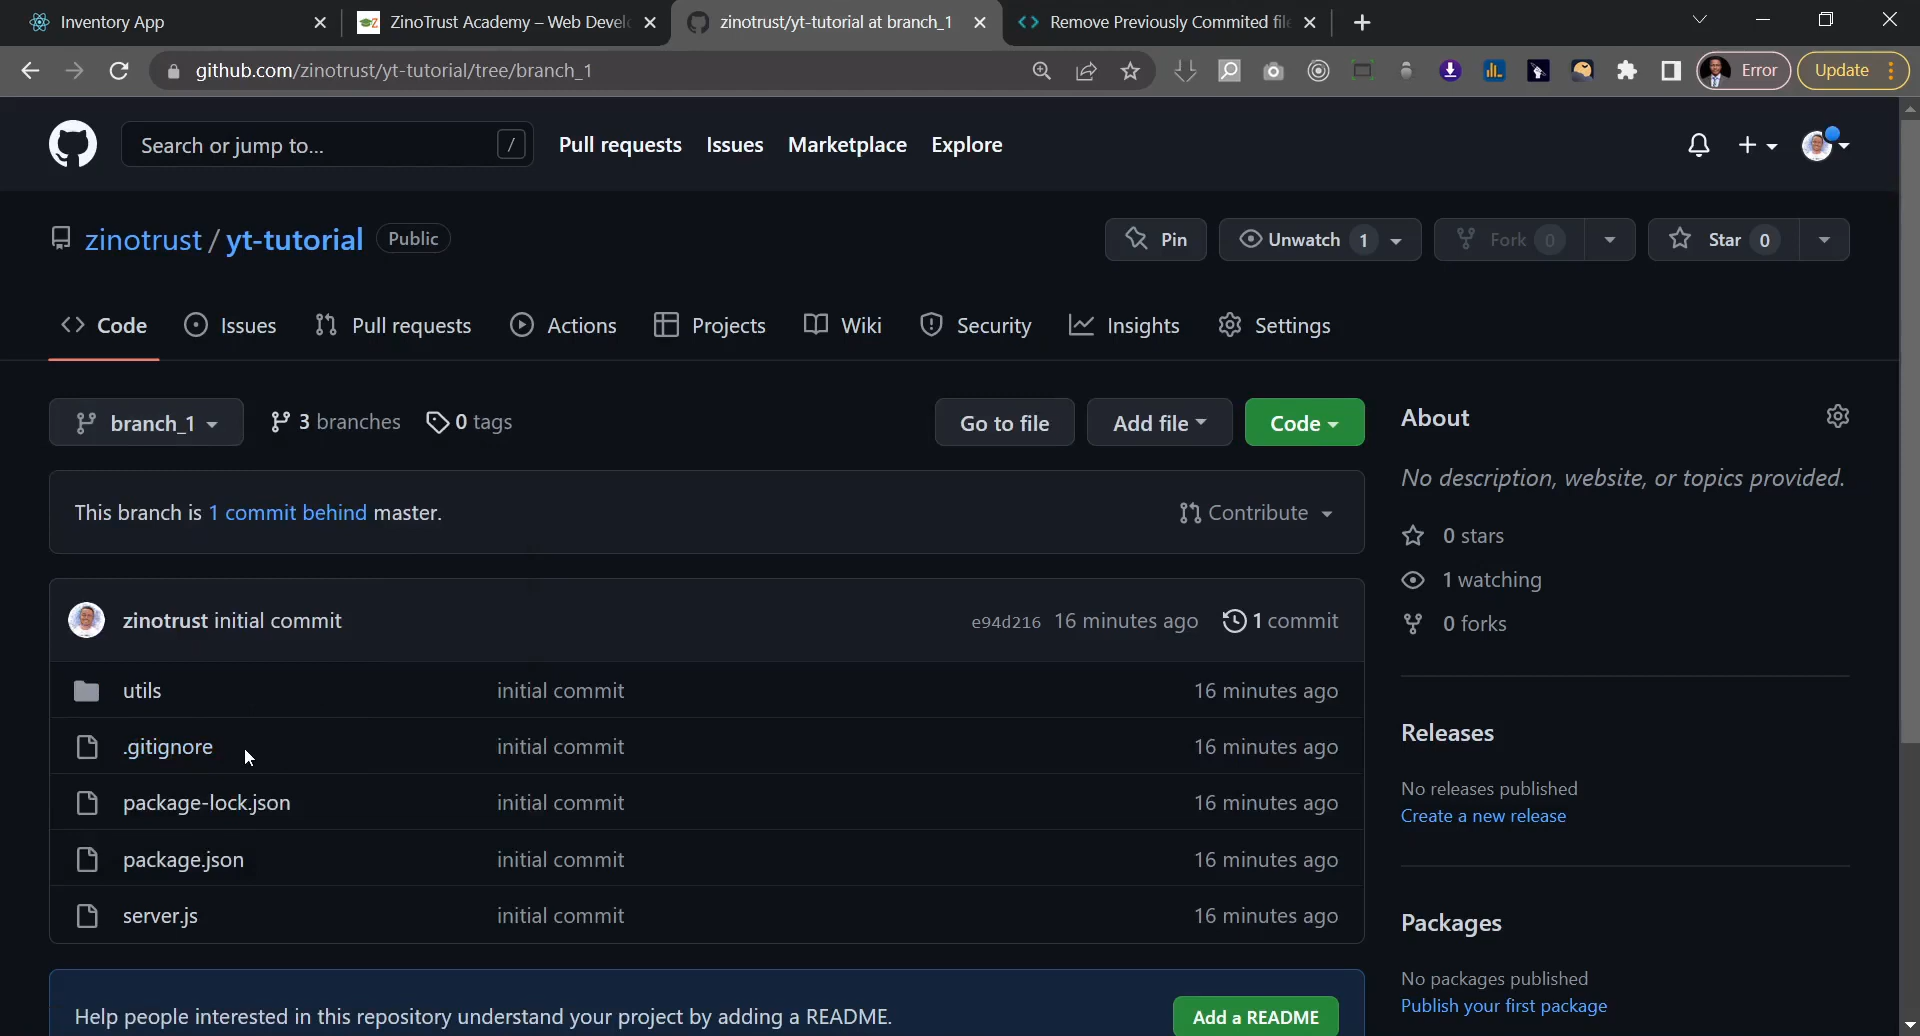 Inventory App
ZinoTrust Academy – Web Devel
zinotrust/yt-tutorial at branch_1
Remove Previously Commited file
github.com/zinotrust/yt-tutorial/tree/branch_1
Error
Update
Search or jump to...
/
Pull requests
Issues
Marketplace
Explore
zinotrust / yt-tutorial
Public
Pin
Unwatch 1
Fork 0
Star 0
Code
Issues
Pull requests
Actions
Projects
Wiki
Security
Insights
Settings
branch_1
3 branches
0 tags
Go to file
Add file
Code
About
No description, website, or topics provided.
This branch is 1 commit behind master.
Contribute
0 stars
1 watching
0 forks
zinotrust initial commit
e94d216 16 minutes ago
1 commit
utils initial commit 16 minutes ago
.gitignore initial commit 16 minutes ago
package-lock.json initial commit 16 minutes ago
package.json initial commit 16 minutes ago
server.js initial commit 16 minutes ago
Releases
No releases published
Create a new release
Packages
No packages published
Publish your first package
Help people interested in this repository understand your project by adding a README.
Add a README